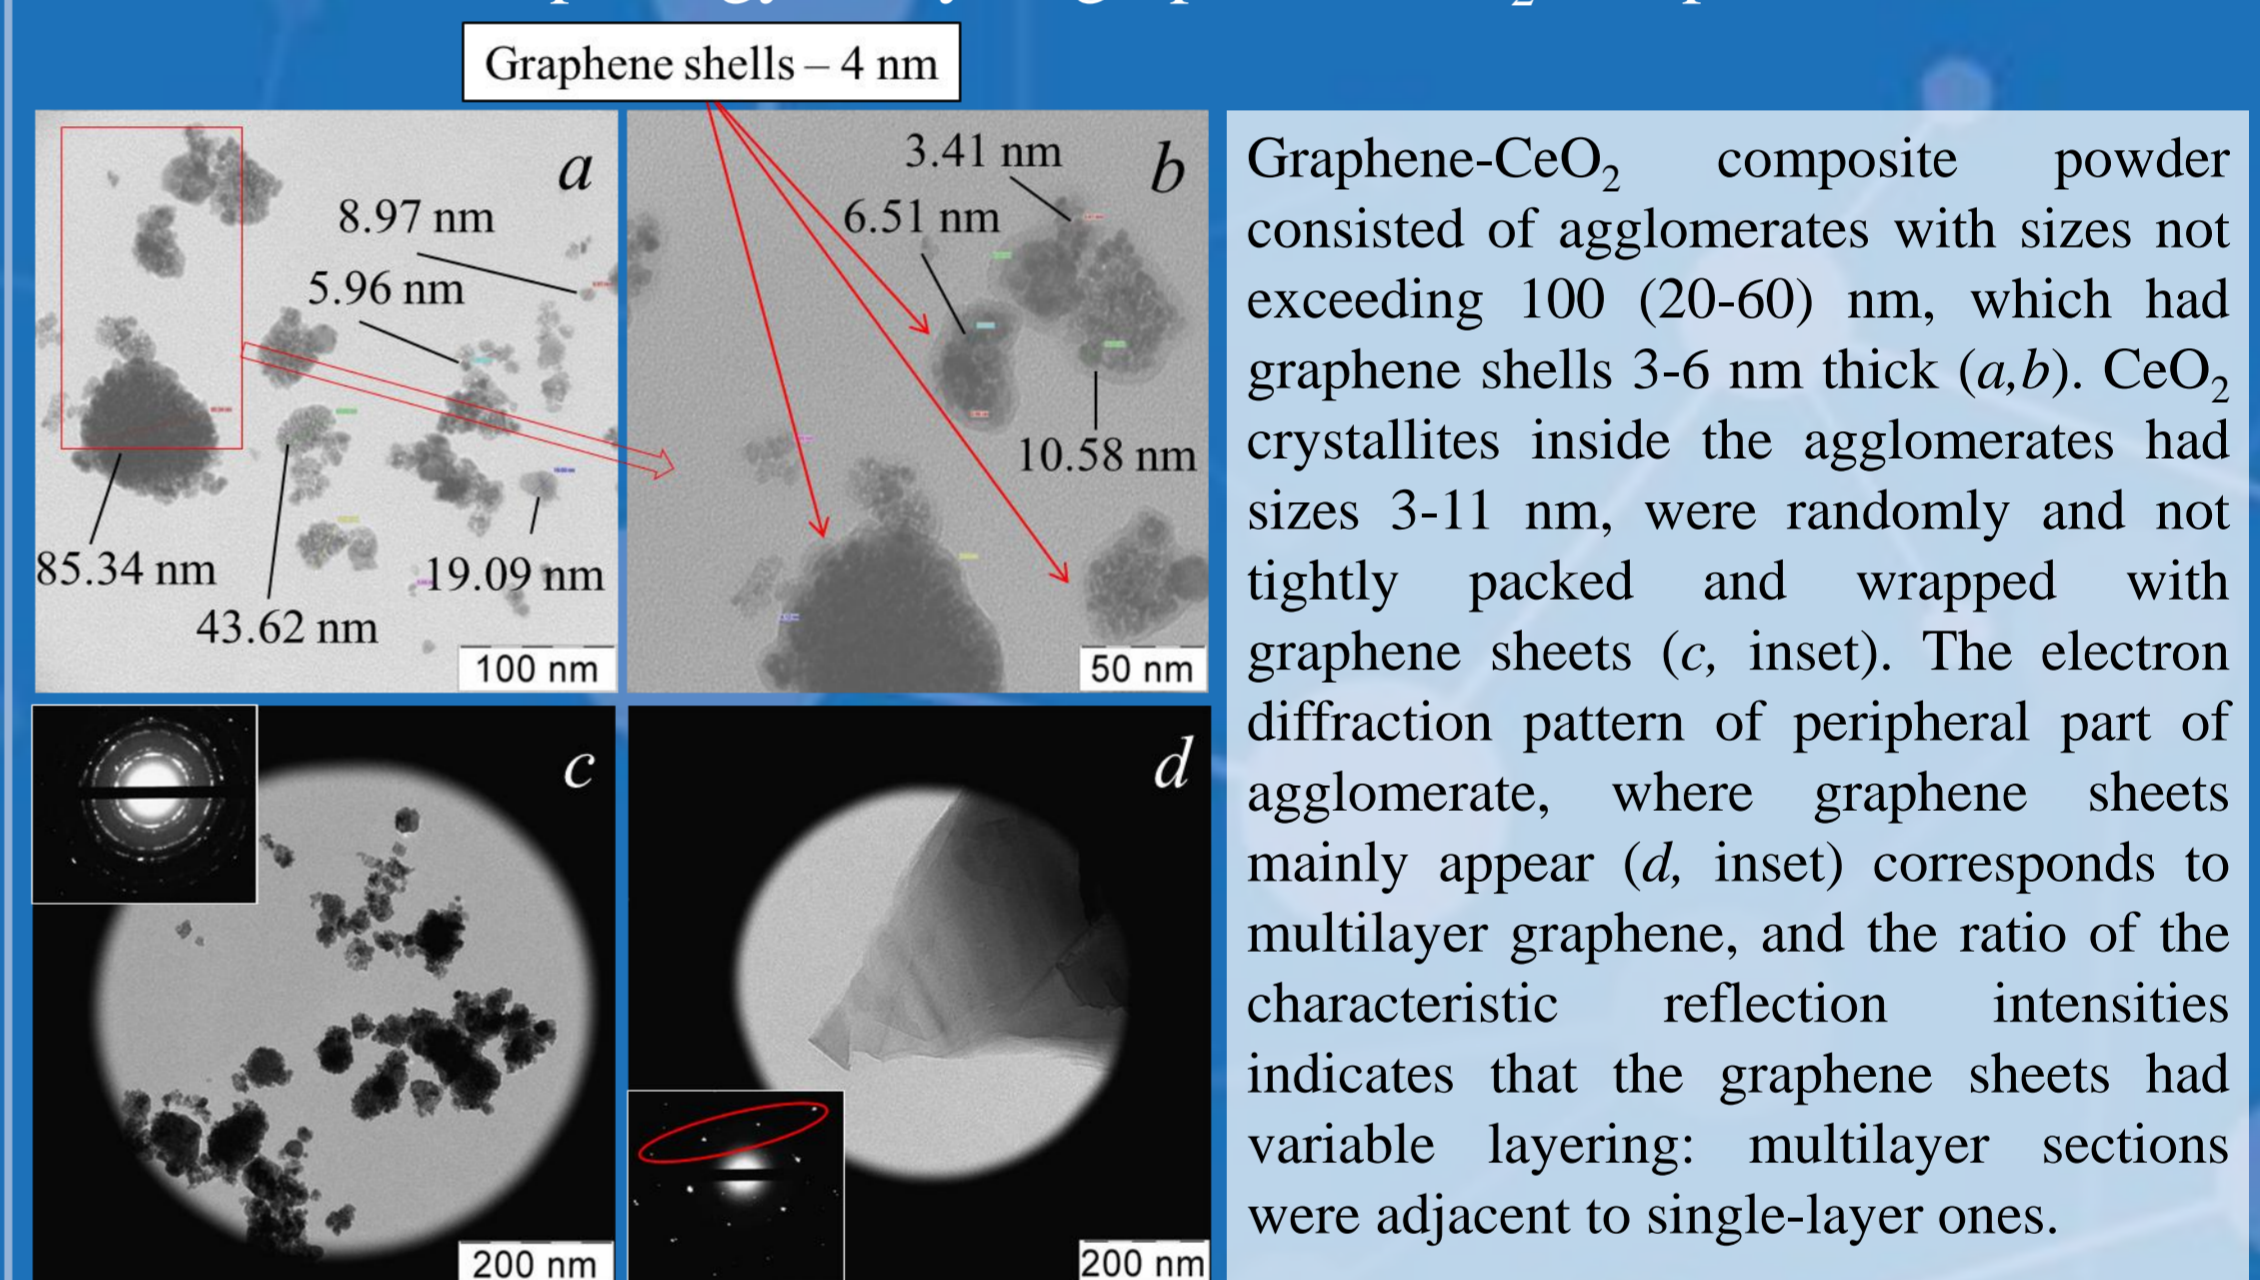 Graphene shells – 4 nm
a
8.97 nm
5.96 nm
85.34 nm
43.62 nm
19.09 nm
100 nm
b
3.41 nm
6.51 nm
10.58 nm
50 nm
c
200 nm
d
200 nm
Graphene-CeO₂ composite powder
consisted of agglomerates with sizes not
exceeding 100 (20-60) nm, which had
graphene shells 3-6 nm thick (a,b). CeO₂
crystallites inside the agglomerates had
sizes 3-11 nm, were randomly and not
tightly packed and wrapped with
graphene sheets (c, inset). The electron
diffraction pattern of peripheral part of
agglomerate, where graphene sheets
mainly appear (d, inset) corresponds to
multilayer graphene, and the ratio of the
characteristic reflection intensities
indicates that the graphene sheets had
variable layering: multilayer sections
were adjacent to single-layer ones.